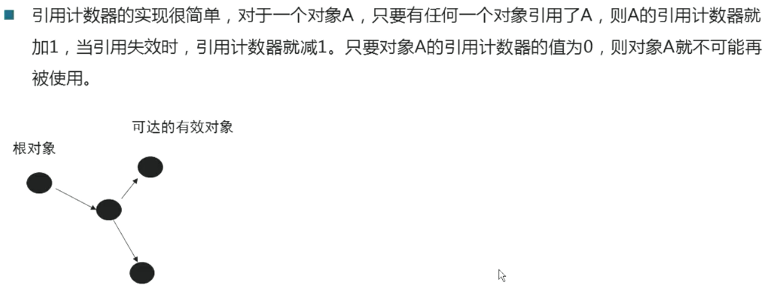 引用计数器的实现很简单，对于一个对象A，只要有任何一个对象引用了A，则A的引用计数器就
加1，当引用失效时，引用计数器就减1。只要对象A的引用计数器的值为0，则对象A就不可能再
被使用。
可达的有效对象
根对象